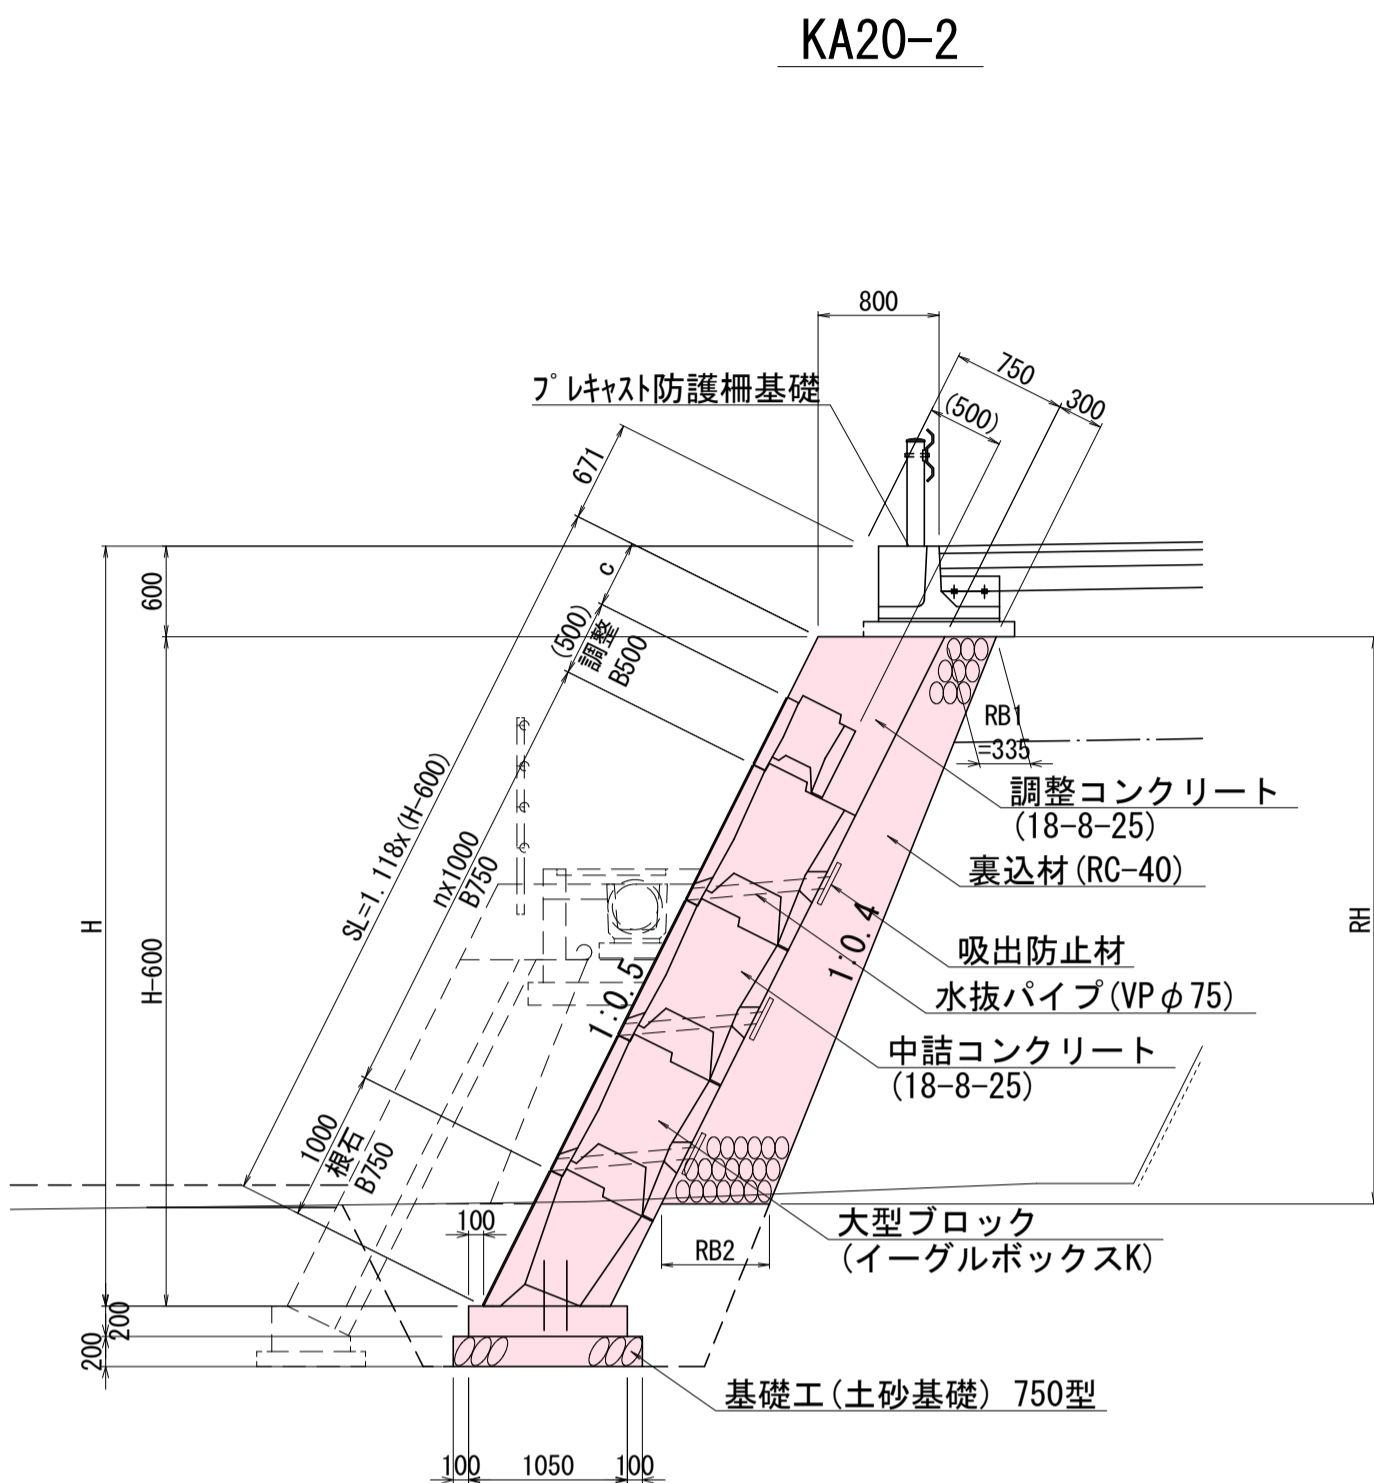 KA20-2
800
750
300
(500)
プレキャスト防護柵基礎
671
600
c
(500)
調整
B500
RB1
=335
調整コンクリート
(18-8-25)
裏込材(RC-40)
SL=1.118x(H-600)
nx1000
B750
H
H-600
RH
1:0.5
1:0.4
吸出防止材
水抜パイプ(VPφ75)
中詰コンクリート
(18-8-25)
1000
根石
B750
100
RB2
大型ブロック
(イーグルボックスK)
200
200
基礎工(土砂基礎) 750型
100
1050
100